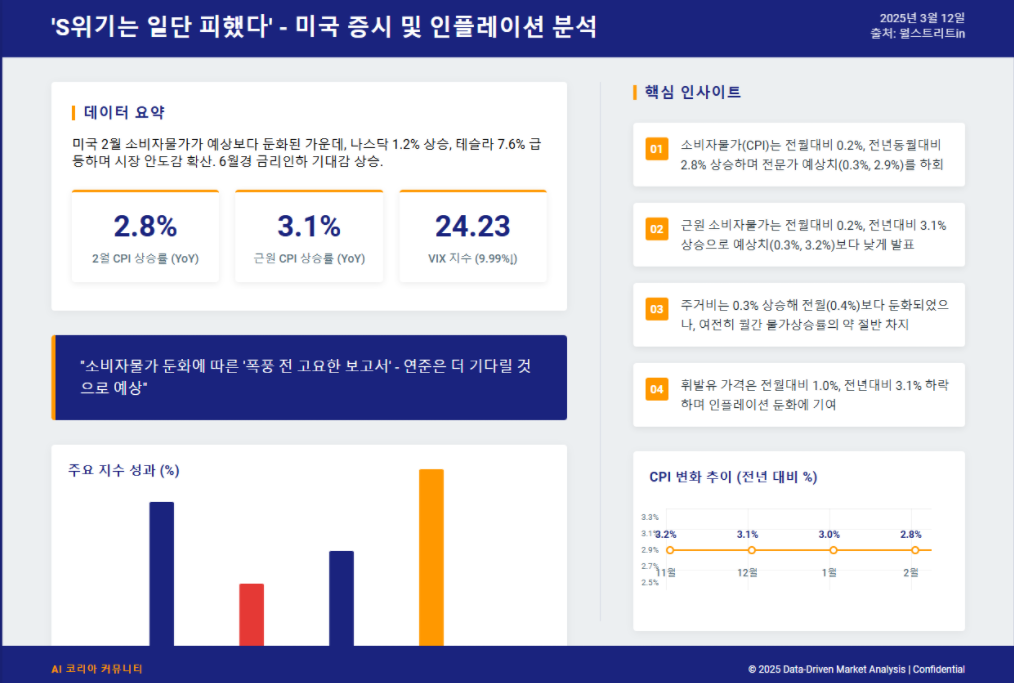 'S위기는 일단 피했다' - 미국 증시 및 인플레이션 분석
2025년 3월 12일
출처: 월스트리트in
데이터 요약
미국 2월 소비자물가가 예상보다 둔화된 가운데, 나스닥 1.2% 상승, 테슬라 7.6% 급
등하며 시장 안도감 확산. 6월경 금리인하 기대감 상승.
2.8%
2월 CPI 상승률 (YoY)
3.1%
근원 CPI 상승률 (YoY)
24.23
VIX 지수 (9.99%↓)
"소비자물가 둔화에 따른 '폭풍 전 고요한 보고서' - 연준은 더 기다릴 것
으로 예상"
주요 지수 성과 (%)
핵심 인사이트
01
소비자물가(CPI)는 전월대비 0.2%, 전년동월대비
2.8% 상승하며 전문가 예상치(0.3%, 2.9%)를 하회
02
근원 소비자물가는 전월대비 0.2%, 전년대비 3.1%
상승으로 예상치(0.3%, 3.2%)보다 낮게 발표
03
주거비는 0.3% 상승해 전월(0.4%)보다 둔화되었으
나, 여전히 월간 물가상승률의 약 절반 차지
04
휘발유 가격은 전월대비 1.0%, 전년대비 3.1% 하락
하며 인플레이션 둔화에 기여
CPI 변화 추이 (전년 대비 %)
3.3%
3.1%
2.9%
2.7%
2.5%
3.2%
3.1%
3.0%
2.8%
11월
12월
1월
2월
AI 코리아 커뮤니티
© 2025 Data-Driven Market Analysis | Confidential